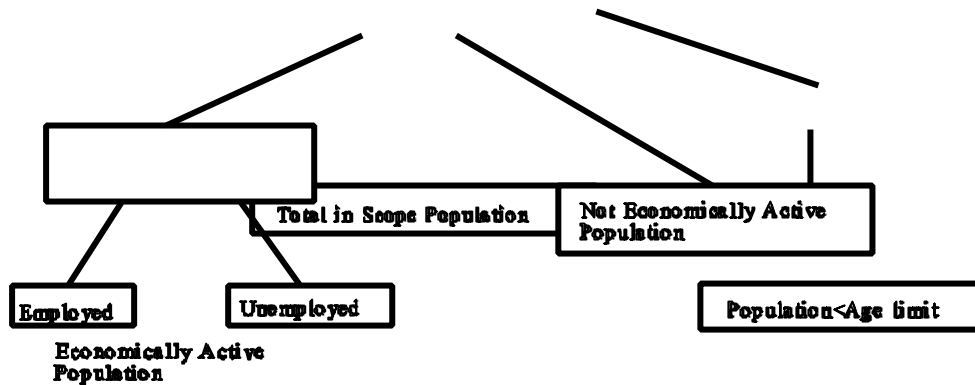 Total in Scope Population
Not Economically Active
Population
Employed
Unemployed
Population<Age limit
Economically Active
Population